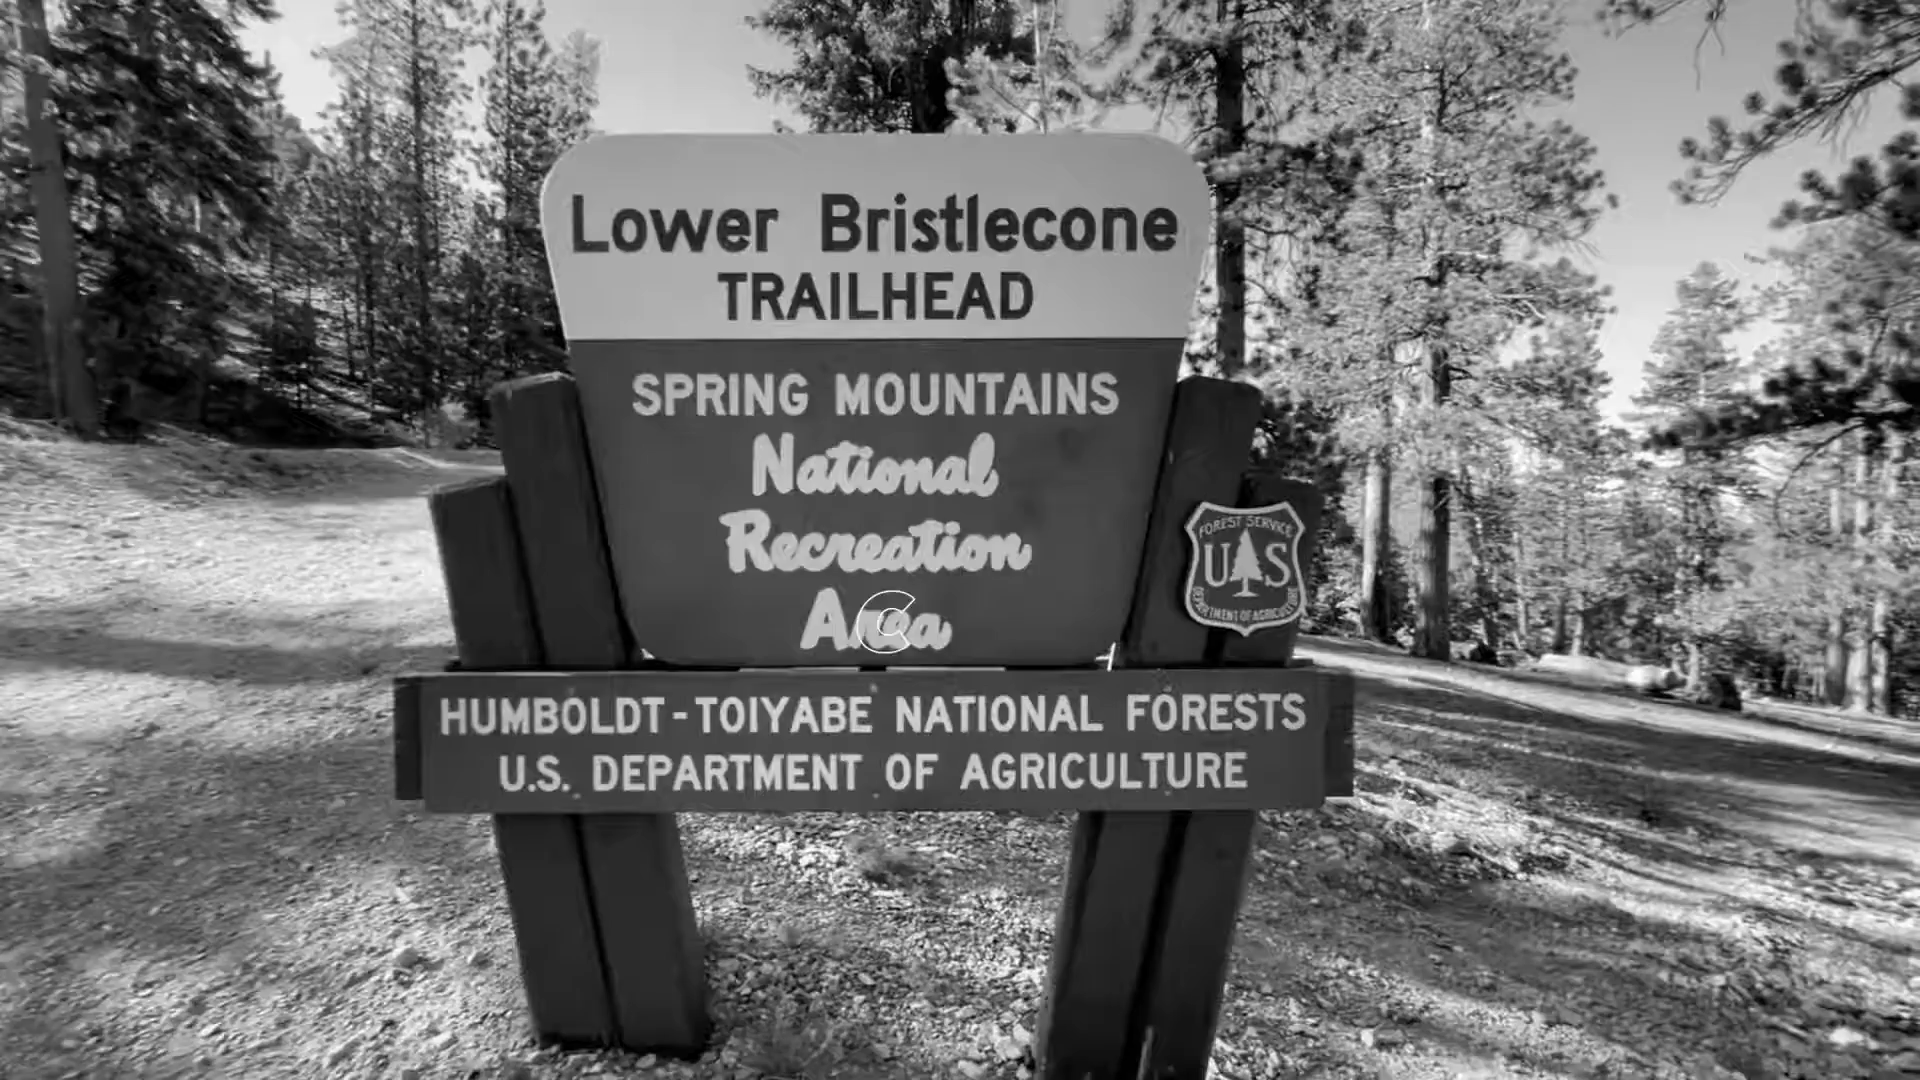 Lower Bristlecone
TRAILHEAD
SPRING MOUNTAINS
National
Recreation
Area
FOREST SERVICE
US
DEPARTMENT OF AGRICULTURE
HUMBOLDT-TOIYABE NATIONAL FORESTS
U.S. DEPARTMENT OF AGRICULTURE